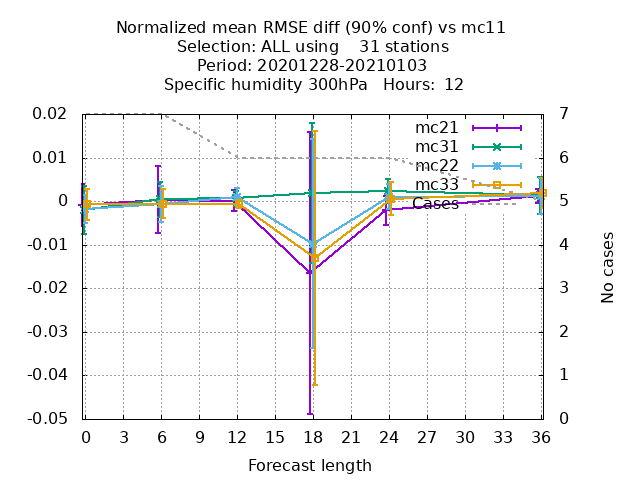 Normalized mean RMSE diff (90% conf) vs mc11
Selection: ALL using    31 stations
Period: 20201228-20210103
Specific humidity 300hPa   Hours:  12
0.02
0.01
0
-0.01
-0.02
-0.03
-0.04
-0.05
mc21
mc31
mc22
mc33
Cases
7
6
5
4
3
2
1
0
No cases
0 3 6 9 12 15 18 21 24 27 30 33 36
Forecast length